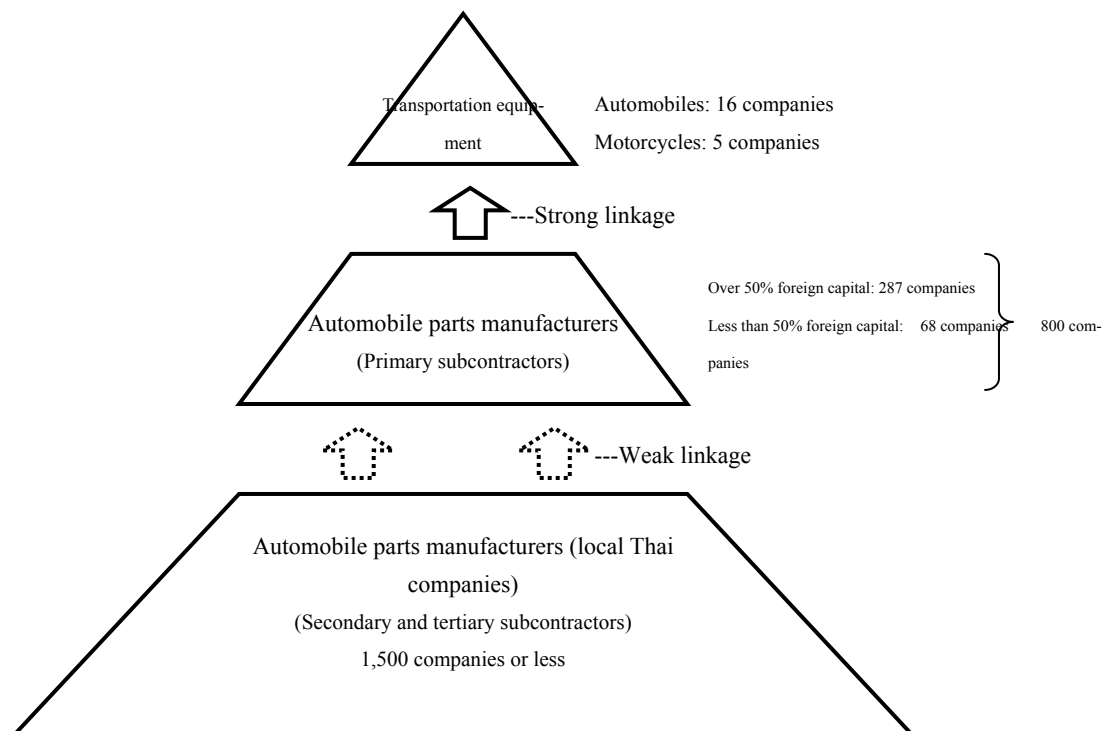 Transportation equip-
ment
Automobiles: 16 companies
Motorcycles: 5 companies
---Strong linkage
Automobile parts manufacturers
(Primary subcontractors)
Over 50% foreign capital: 287 companies
Less than 50% foreign capital: 68 companies 800 com-
panies
---Weak linkage
Automobile parts manufacturers (local Thai
companies)
(Secondary and tertiary subcontractors)
1,500 companies or less